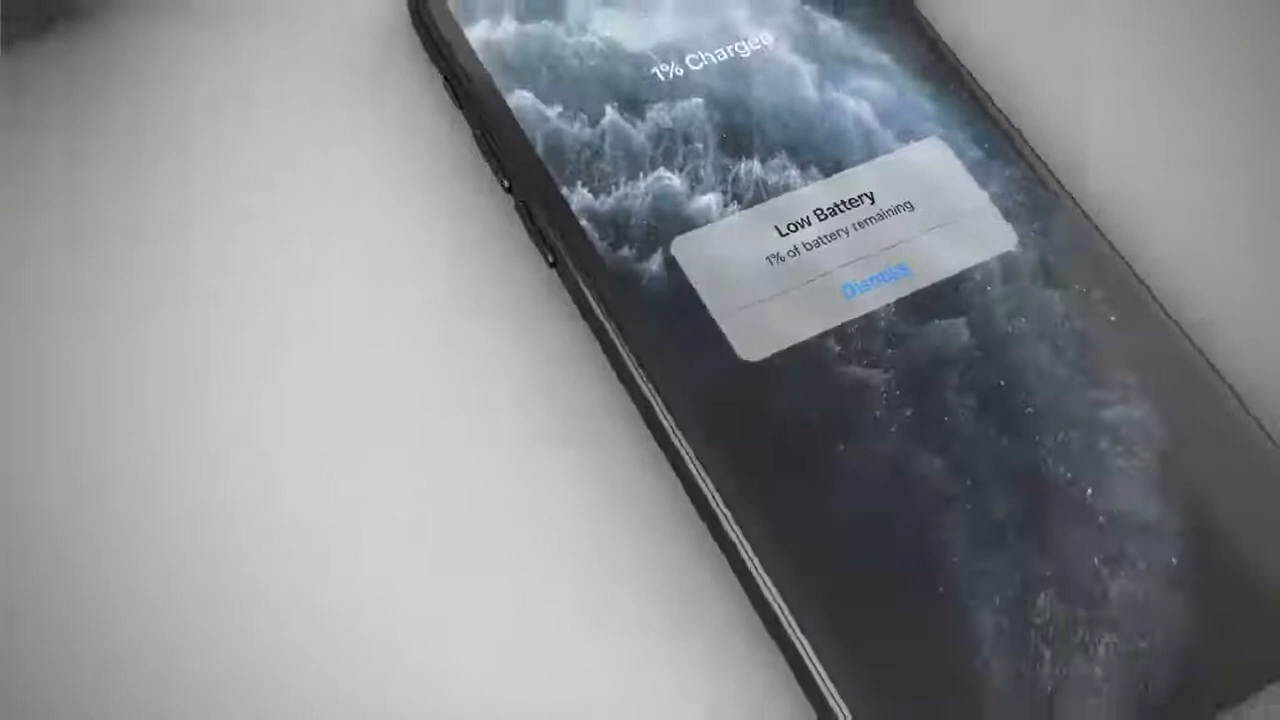 1% Charged
Low Battery
1% of battery remaining
Dismiss